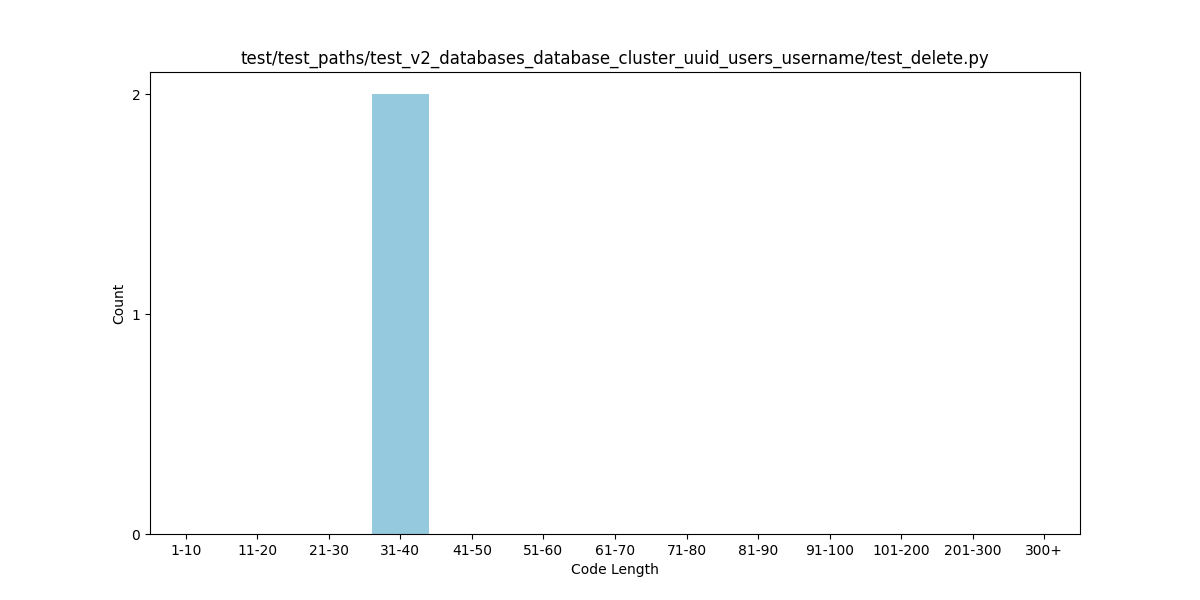 test/test_paths/test_v2_databases_database_cluster_uuid_users_username/test_delete.py
2
1
0
Count
1-10 11-20 21-30 31-40 41-50 51-60 61-70 71-80 81-90 91-100 101-200 201-300 300+
Code Length